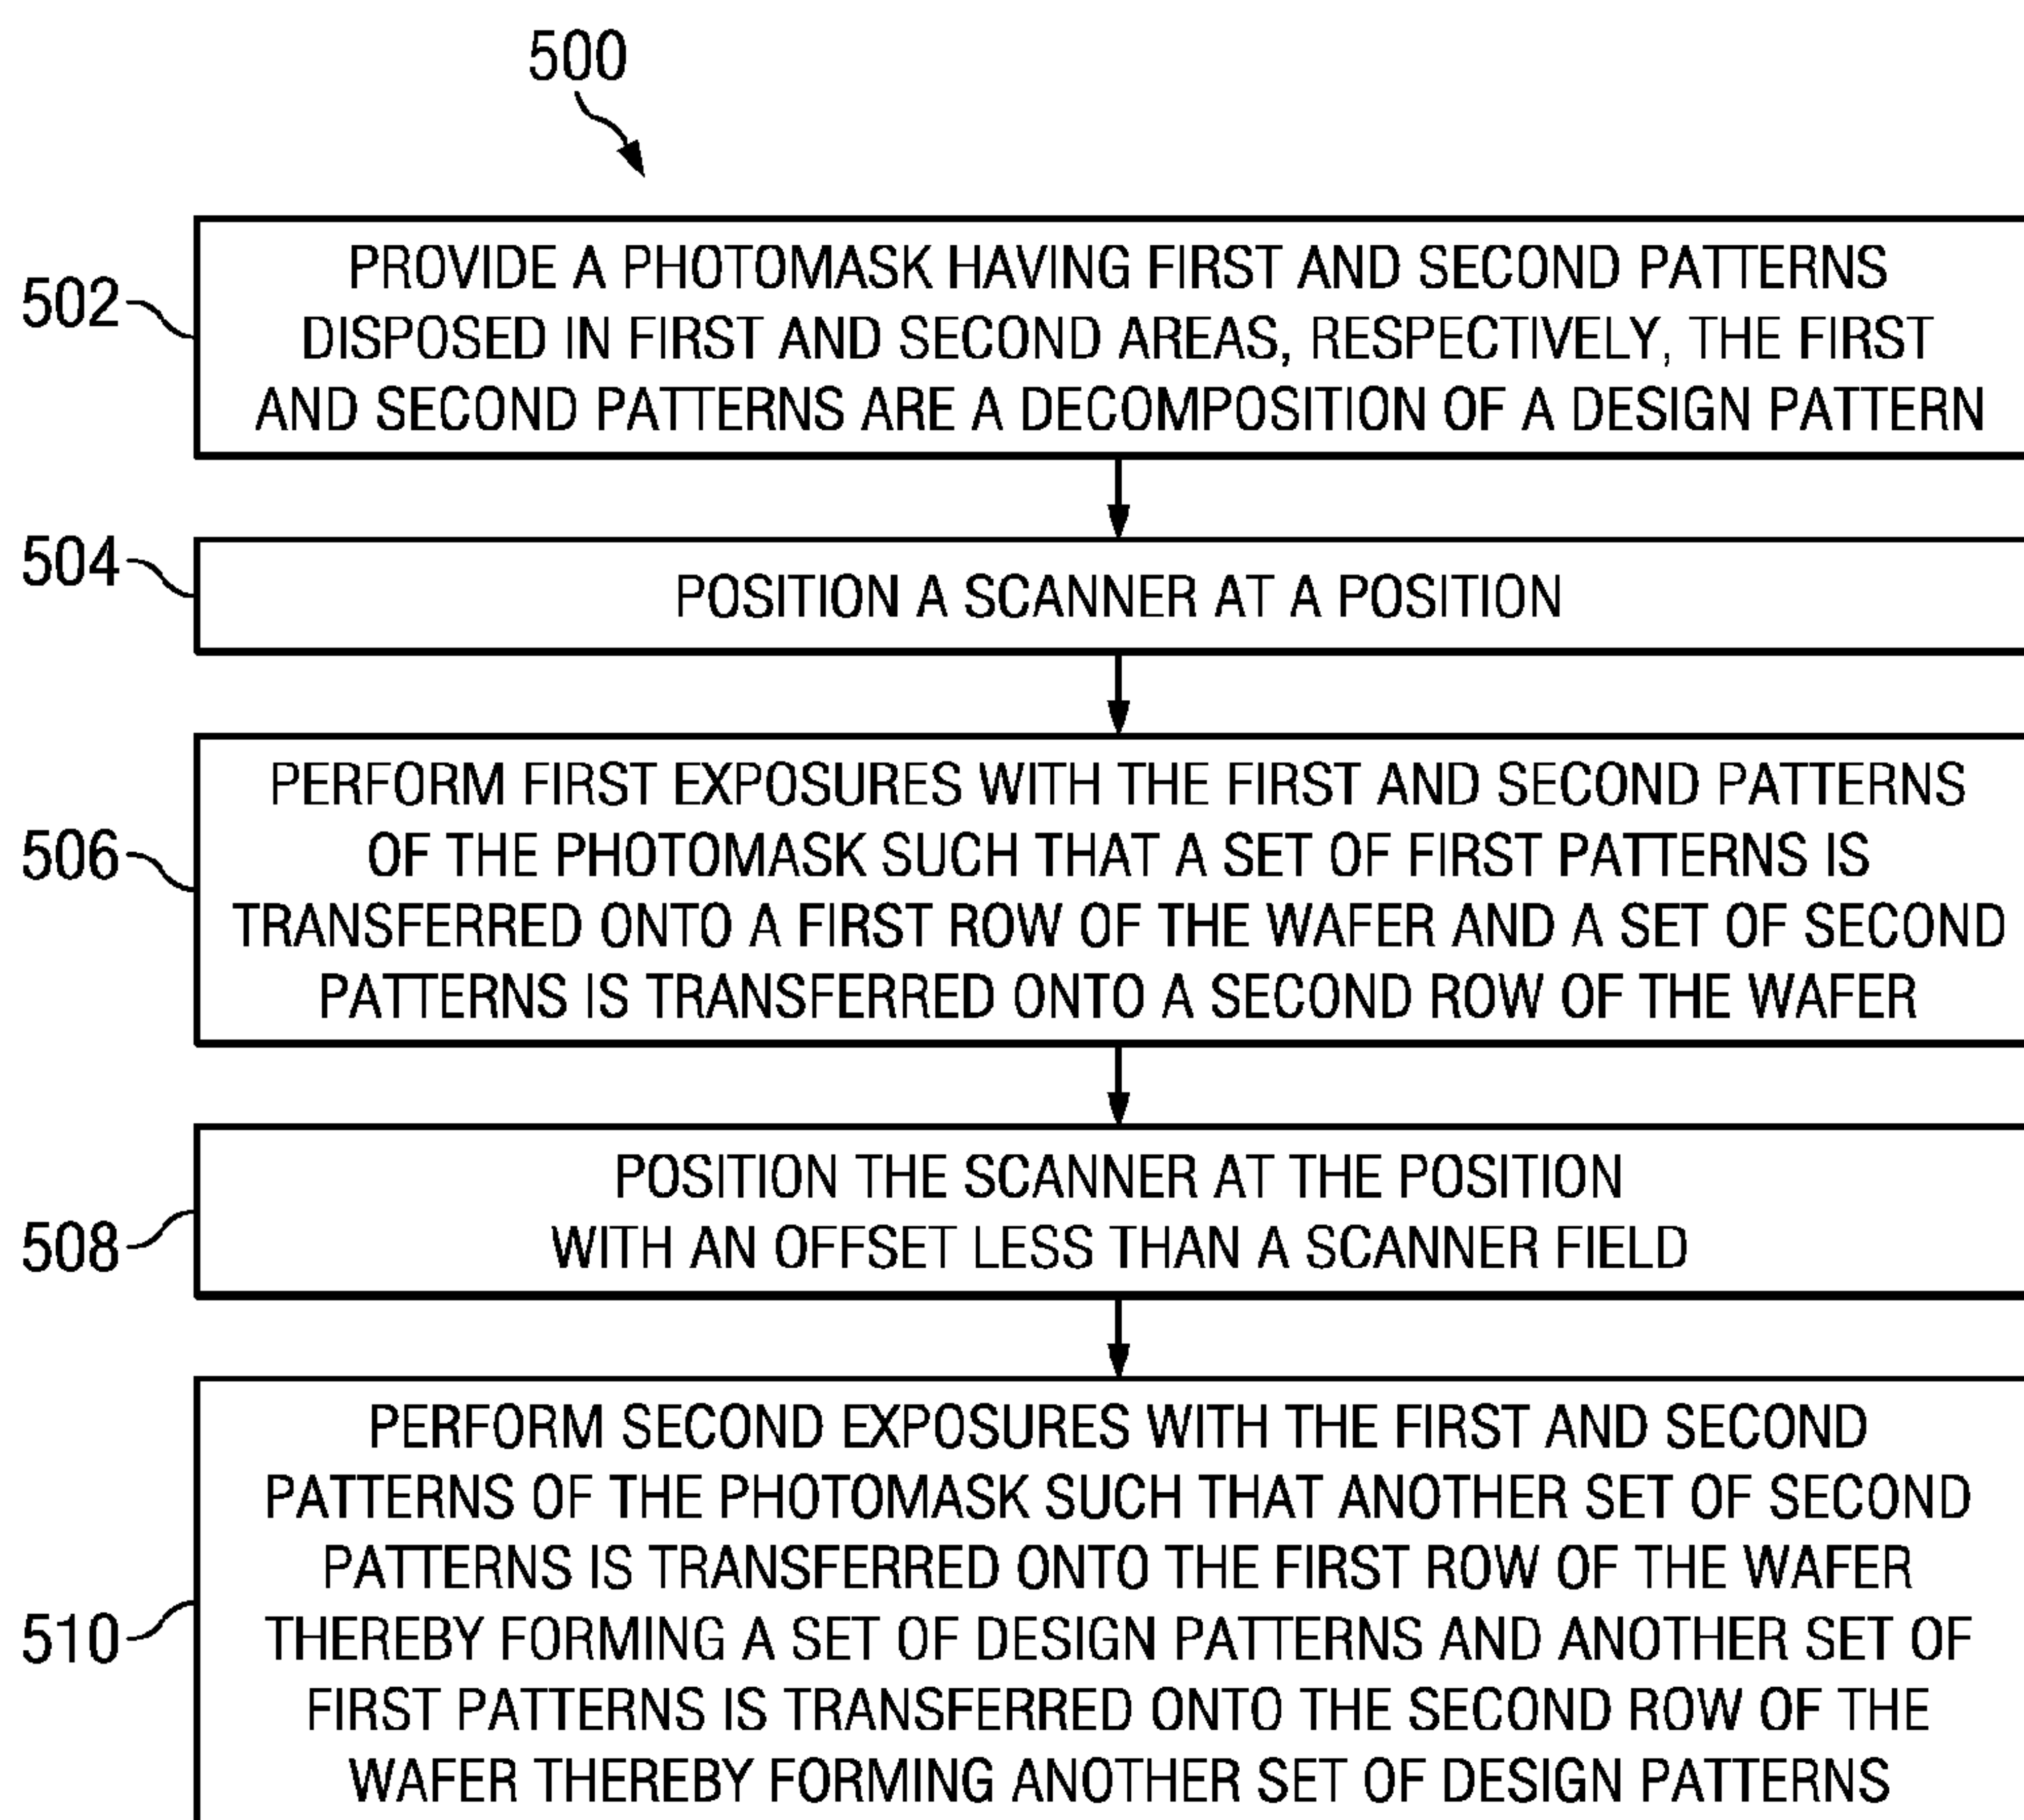 500
502
PROVIDE A PHOTOMASK HAVING FIRST AND SECOND PATTERNS
DISPOSED IN FIRST AND SECOND AREAS, RESPECTIVELY, THE FIRST
AND SECOND PATTERNS ARE A DECOMPOSITION OF A DESIGN PATTERN
504
POSITION A SCANNER AT A POSITION
506
PERFORM FIRST EXPOSURES WITH THE FIRST AND SECOND PATTERNS
OF THE PHOTOMASK SUCH THAT A SET OF FIRST PATTERNS IS
TRANSFERRED ONTO A FIRST ROW OF THE WAFER AND A SET OF SECOND
PATTERNS IS TRANSFERRED ONTO A SECOND ROW OF THE WAFER
508
POSITION THE SCANNER AT THE POSITION
WITH AN OFFSET LESS THAN A SCANNER FIELD
510
PERFORM SECOND EXPOSURES WITH THE FIRST AND SECOND
PATTERNS OF THE PHOTOMASK SUCH THAT ANOTHER SET OF SECOND
PATTERNS IS TRANSFERRED ONTO THE FIRST ROW OF THE WAFER
THEREBY FORMING A SET OF DESIGN PATTERNS AND ANOTHER SET OF
FIRST PATTERNS IS TRANSFERRED ONTO THE SECOND ROW OF THE
WAFER THEREBY FORMING ANOTHER SET OF DESIGN PATTERNS